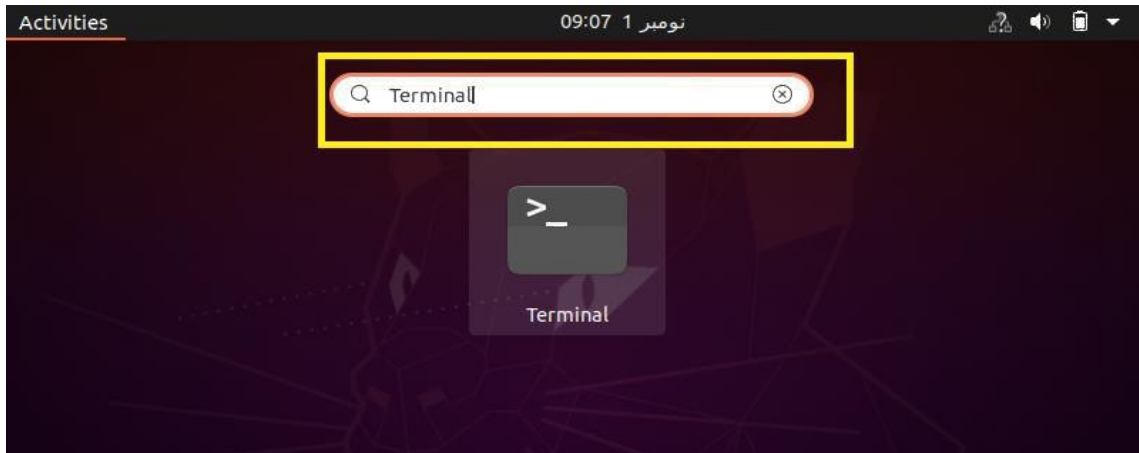 Activities
نومبر 1 09:07
Terminal
>_
Terminal